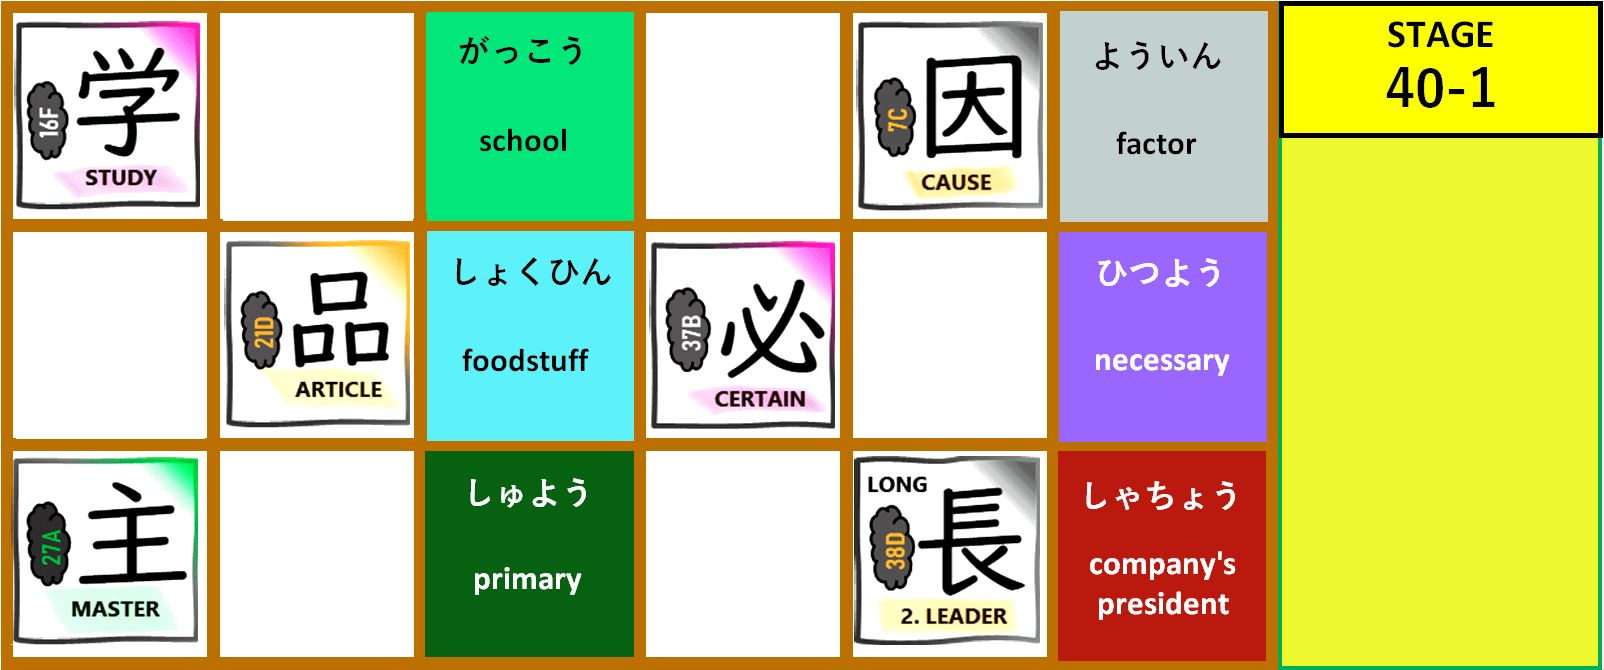 16F
学
STUDY
がっこう
school
7C
因
CAUSE
よういん
factor
STAGE
40-1
21D
品
ARTICLE
しょくひん
foodstuff
37B
必
CERTAIN
ひつよう
necessary
27A
主
MASTER
しゅよう
primary
LONG
38D
長
2. LEADER
しゃちょう
company's
president